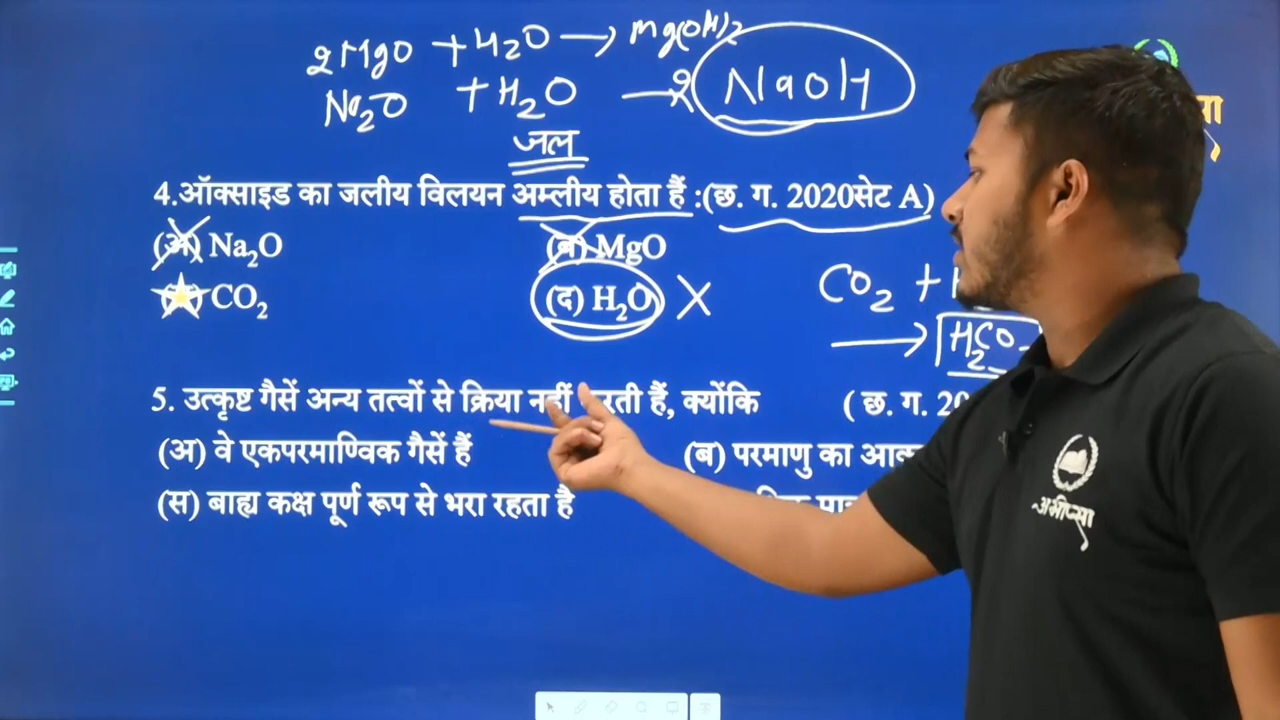 2MgO + H₂O → Mg(OH)₂
Na₂O + H₂O → 2 NaOH
जल
4.ऑक्साइड का जलीय विलयन अम्लीय होता हैं :(छ. ग. 2020सेट A)
(अ) Na₂O (ब) MgO
CO₂ (द) H₂O X
CO₂ +
→ H₂CO
5. उत्कृष्ट गैसें अन्य तत्वों से क्रिया नहीं करती हैं, क्योंकि ( छ. ग. 20
(अ) वे एकपरमाण्विक गैसें हैं (ब) परमाणु का
(स) बाह्य कक्ष पूर्ण रूप से भरा रहता है
अभीप्सा